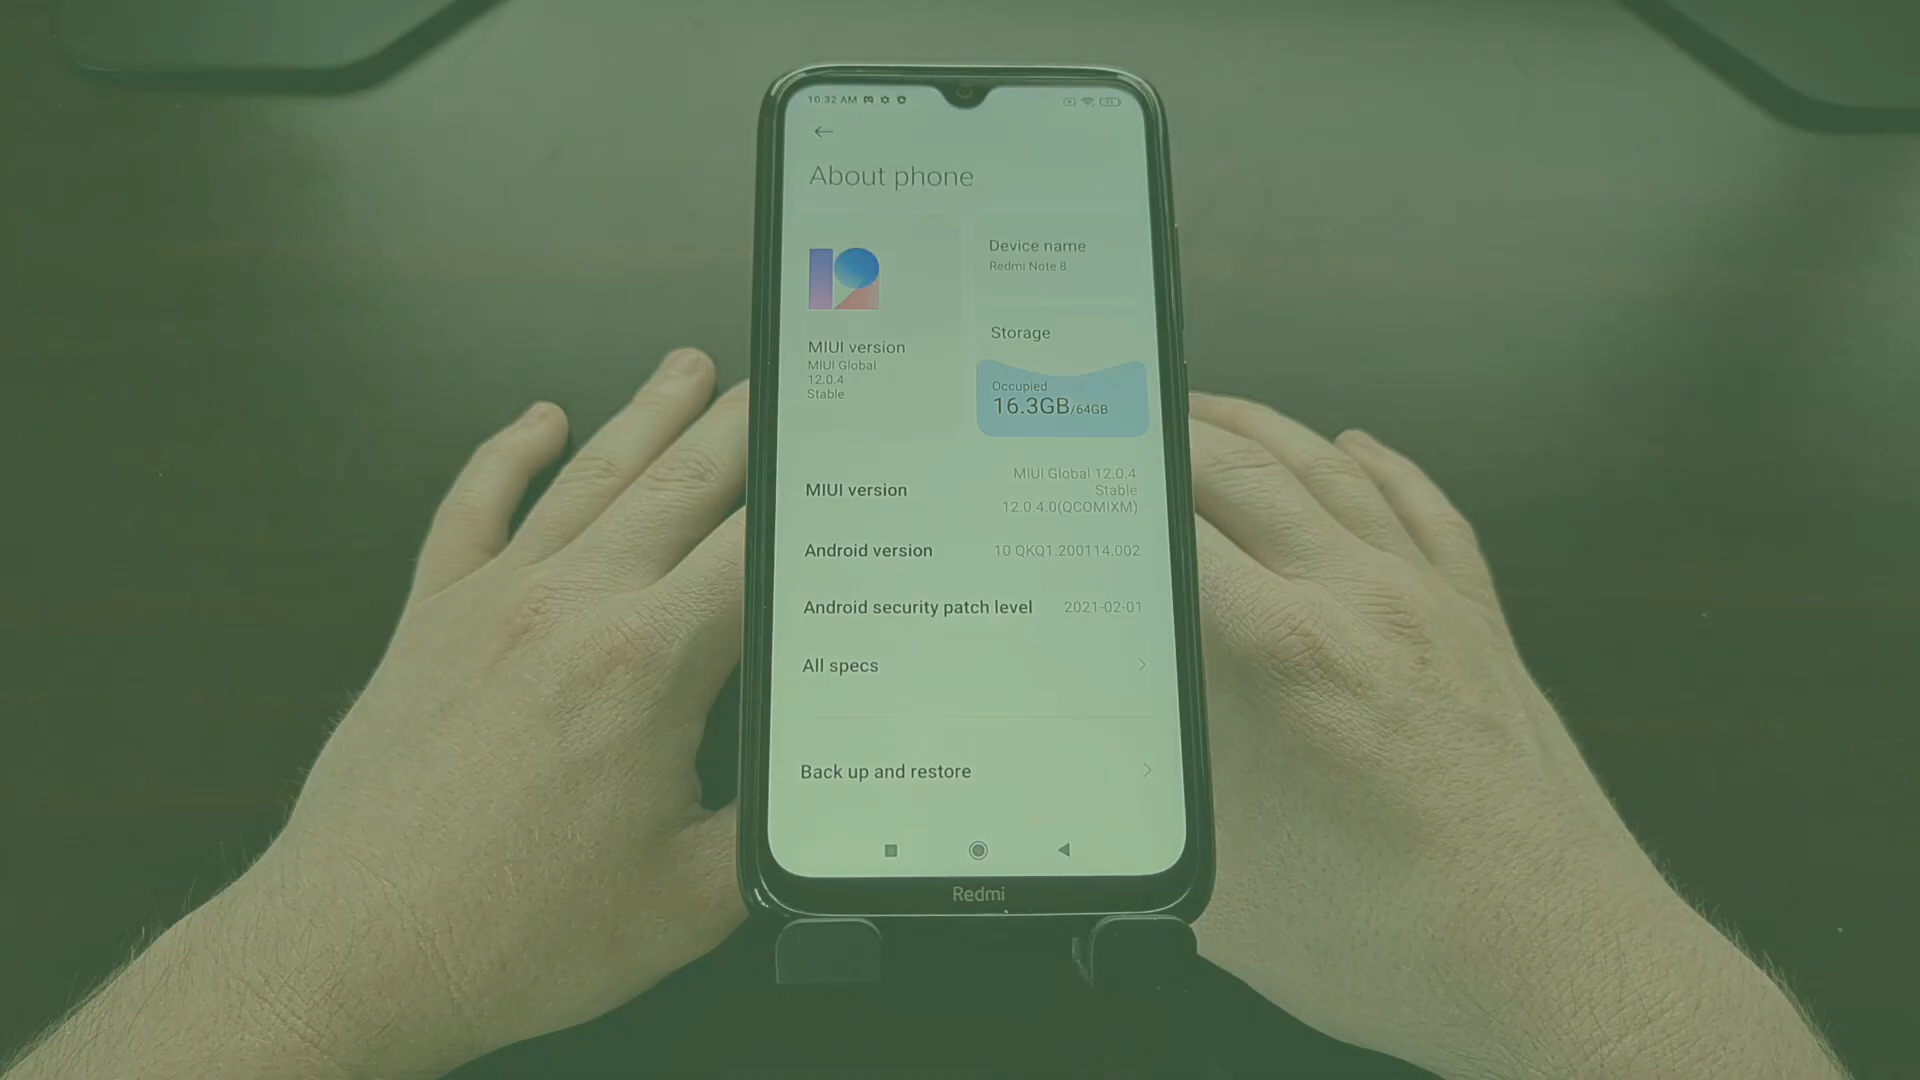 10:32 AM
About phone
Device name
Redmi Note 8
MIUI version
MIUI Global
12.0.4
Stable
Storage
Occupied
16.3GB/64GB
MIUI version
MIUI Global 12.0.4
Stable
12.0.4.0(QCOMIXM)
Android version 10 QKQ1.200114.002
Android security patch level 2021-02-01
All specs
Back up and restore
Redmi